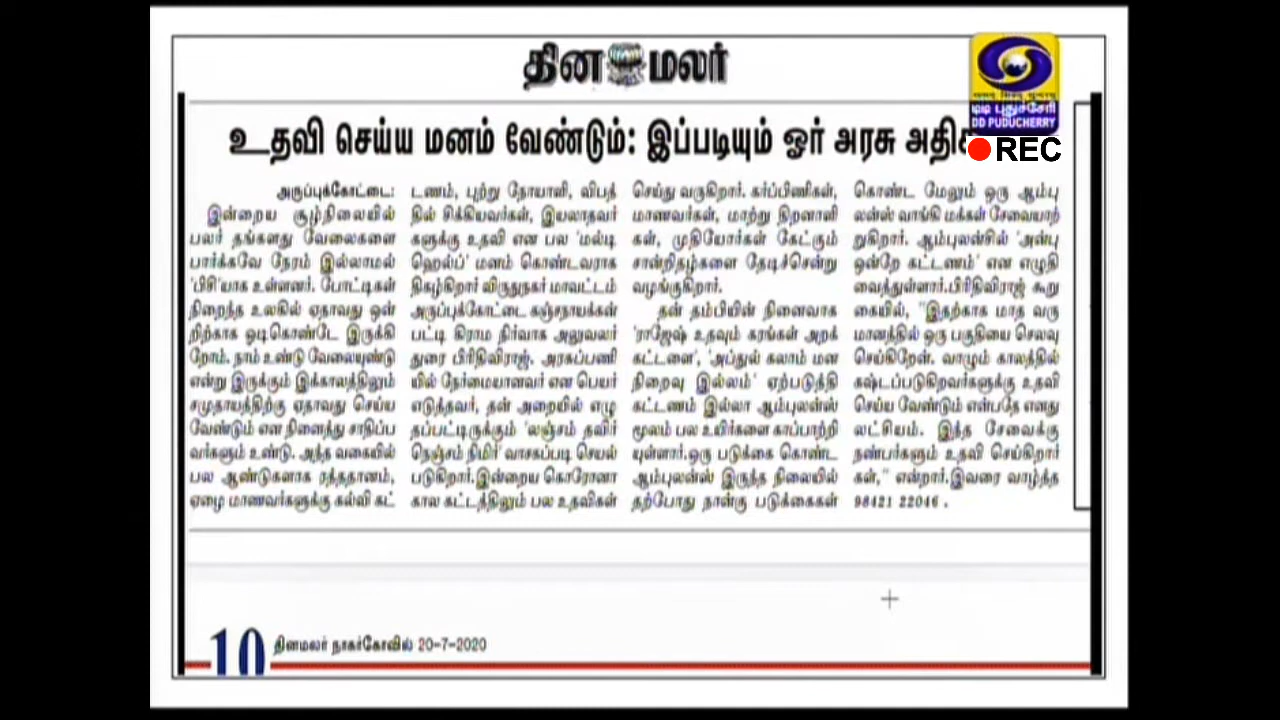 தினமலர்
டிடி புதுச்சேரி
DD PUDUCHERRY
REC
உதவி செய்ய மனம் வேண்டும்: இப்படியும் ஓர் அரசு
அருப்புக்கோட்டை:
இன்றைய சூழ்நிலையில்
பலர் தங்களது வேலைகளை
பார்க்கவே நேரம் இல்லாமல்
'பிசி'யாக உள்ளனர். போட்டிகள்
நிறைந்த உலகில் ஏதாவது ஒன்
றிற்காக ஓடிகொண்டே இருக்கி
றோம். நாம் உண்டு வேலையுண்டு
என்று இருக்கும் இக்காலத்திலும்
சமுதாயத்திற்கு ஏதாவது செய்ய
வேண்டும் என நினைத்து சாதிப்ப
வர்களும் உண்டு. அந்த வகையில்
பல ஆண்டுகளாக ரத்ததானம்,
ஏழை மாணவர்களுக்கு கல்வி கட்
டணம், புற்று நோயாளி, விபத்
தில் சிக்கியவர்கள், இயலாதவர்
களுக்கு உதவி என பல 'மல்டி
ஹெல்ப்' மனம் கொண்டவராக
திகழ்கிறார் விருதுநகர் மாவட்டம்
அருப்புக்கோட்டை கஞ்சநாயக்கன்
பட்டி கிராம நிர்வாக அலுவலர்
துரை பிரிதிவிராஜ். அரசுப்பணி
யில் நேர்மையானவர் என பெயர்
எடுத்தவர், தன் அறையில் எழு
தப்பட்டிருக்கும் 'லஞ்சம் தவிர்
நெஞ்சம் நிமிர்' வாசகப்படி செயல்
படுகிறார்.இன்றைய கொரோனா
கால கட்டத்திலும் பல உதவிகள்
செய்து வருகிறார். கர்ப்பிணிகள்,
மாணவர்கள், மாற்று திறனாளி
கள், முதியோர்கள் கேட்கும்
சான்றிதழ்களை தேடிச்சென்று
வழங்குகிறார்.
தன் தம்பியின் நினைவாக
'ராஜேஷ் உதவும் கரங்கள் அறக்
கட்டளை', 'அப்துல் கலாம் மன
நிறைவு இல்லம்' ஏற்படுத்தி
கட்டணம் இல்லா ஆம்புலன்ஸ்
மூலம் பல உயிர்களை காப்பாற்றி
யுள்ளார்.ஒரு படுக்கை கொண்ட
ஆம்புலன்ஸ் இருந்த நிலையில்
தற்போது நான்கு படுக்கைகள்
கொண்ட மேலும் ஒரு ஆம்பு
லன்ஸ் வாங்கி மக்கள் சேவையாற்
றுகிறார். ஆம்புலன்சில் 'அன்பு
ஒன்றே கட்டணம்' என எழுதி
வைத்துள்ளார்.பிரிதிவிராஜ் கூறு
கையில், "இதற்காக மாத வரு
மானத்தில் ஒரு பகுதியை செலவு
செய்கிறேன். வாழும் காலத்தில்
கஷ்டப்படுகிறவர்களுக்கு உதவி
செய்ய வேண்டும் என்பதே எனது
லட்சியம். இந்த சேவைக்கு
நண்பர்களும் உதவி செய்கிறார்
கள்," என்றார்.இவரை வாழ்த்த
98421 22046 .
10 தினமலர் நாகர்கோவில் 20-7-2020